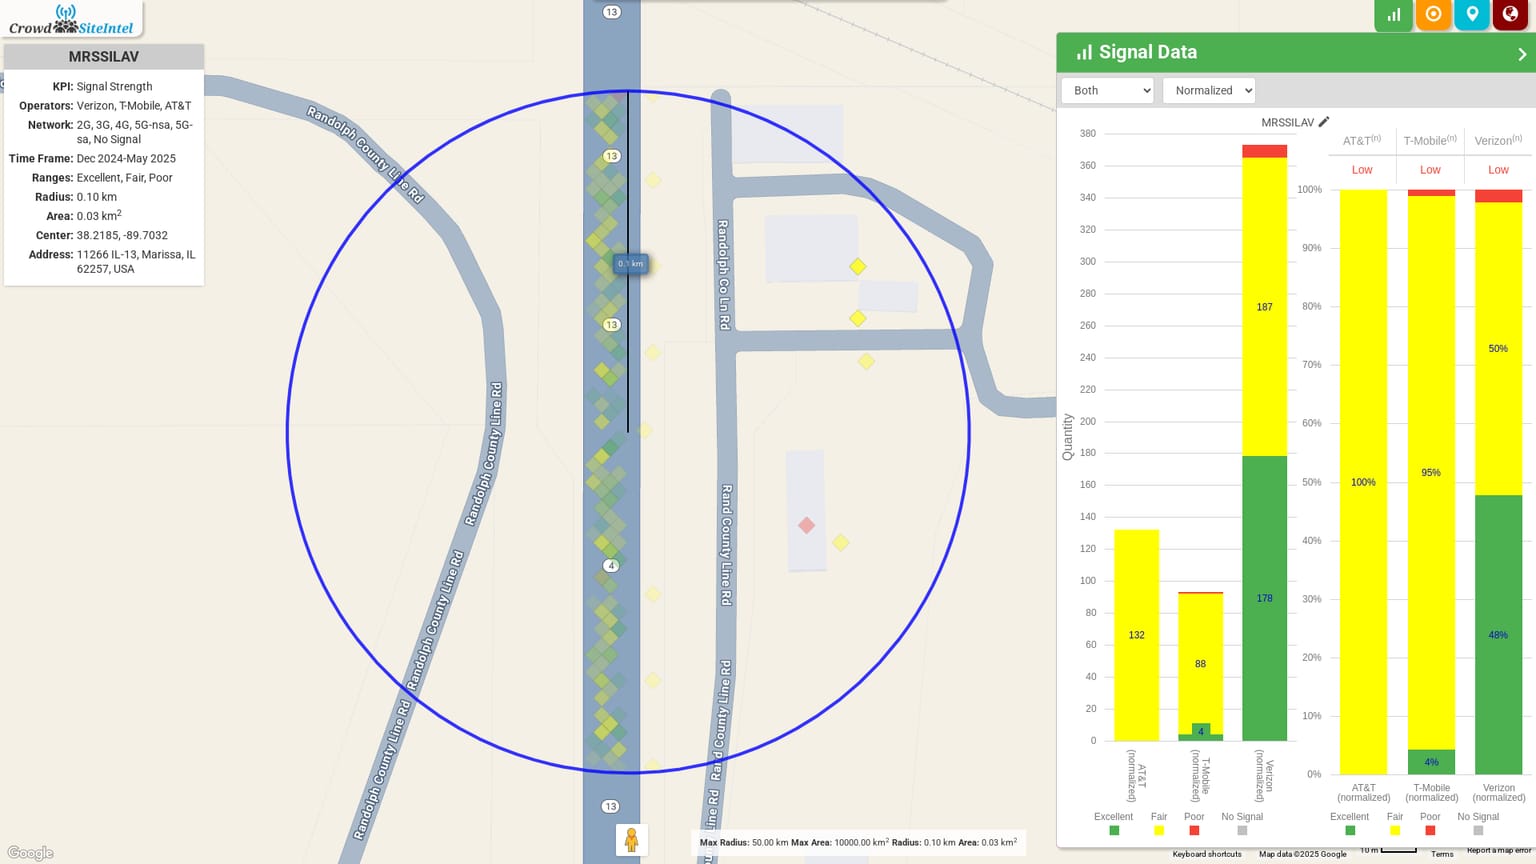 CrowdSiteIntel
MRSSILAV
KPI: Signal Strength
Operators: Verizon, T-Mobile, AT&T
Network: 2G, 3G, 4G, 5G-nsa, 5G-
sa, No Signal
Time Frame: Dec 2024-May 2025
Ranges: Excellent, Fair, Poor
Radius: 0.10 km
Area: 0.03 km²
Center: 38.2185, -89.7032
Address: 11266 IL-13, Marissa, IL
62257, USA
13
Randolph County Line Rd
13
0.1 km
Randolph Co Ln Rd
13
Randolph County Line Rd
Rand County Line Rd
4
Randolph County Line Rd
Rand County Line Rd
Randolph County Line Rd
13
Line Rd
Google
Max Radius: 50.00 km Max Area: 10000.00 km² Radius: 0.10 km Area: 0.03 km²
Signal Data
Both
Normalized
MRSSILAV
Quantity
380
360
340
320
300
280
260
240
220
200
180
160
140
120
100
80
60
40
20
0
132
88
4
187
178
AT&T
(normalized)
T-Mobile
(normalized)
Verizon
(normalized)
Excellent Fair Poor No Signal
AT&T(n) T-Mobile(n) Verizon(n)
Low Low Low
100%
90%
80%
70%
60%
50%
40%
30%
20%
10%
0%
100%
95%
4%
50%
48%
AT&T
(normalized)
T-Mobile
(normalized)
Verizon
(normalized)
Excellent Fair Poor No Signal
Keyboard shortcuts Map data ©2025 Google 10 m Terms Report a map error